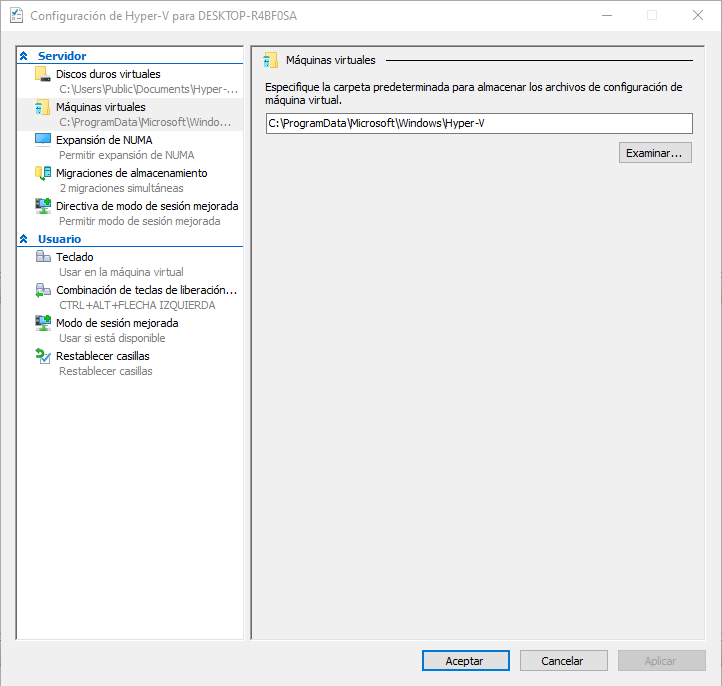 Configuración de Hyper-V para DESKTOP-R4BF0SA
Servidor
Discos duros virtuales
C:\Users\Public\Documents\Hyper-...
Máquinas virtuales
C:\ProgramData\Microsoft\Windo...
Expansión de NUMA
Permitir expansión de NUMA
Migraciones de almacenamiento
2 migraciones simultáneas
Directiva de modo de sesión mejorada
Permitir modo de sesión mejorada
Usuario
Teclado
Usar en la máquina virtual
Combinación de teclas de liberación...
CTRL+ALT+FLECHA IZQUIERDA
Modo de sesión mejorada
Usar si está disponible
Restablecer casillas
Restablecer casillas
Máquinas virtuales
Especifique la carpeta predeterminada para almacenar los archivos de configuración de
máquina virtual.
C:\ProgramData\Microsoft\Windows\Hyper-V
Examinar...
Aceptar
Cancelar
Aplicar